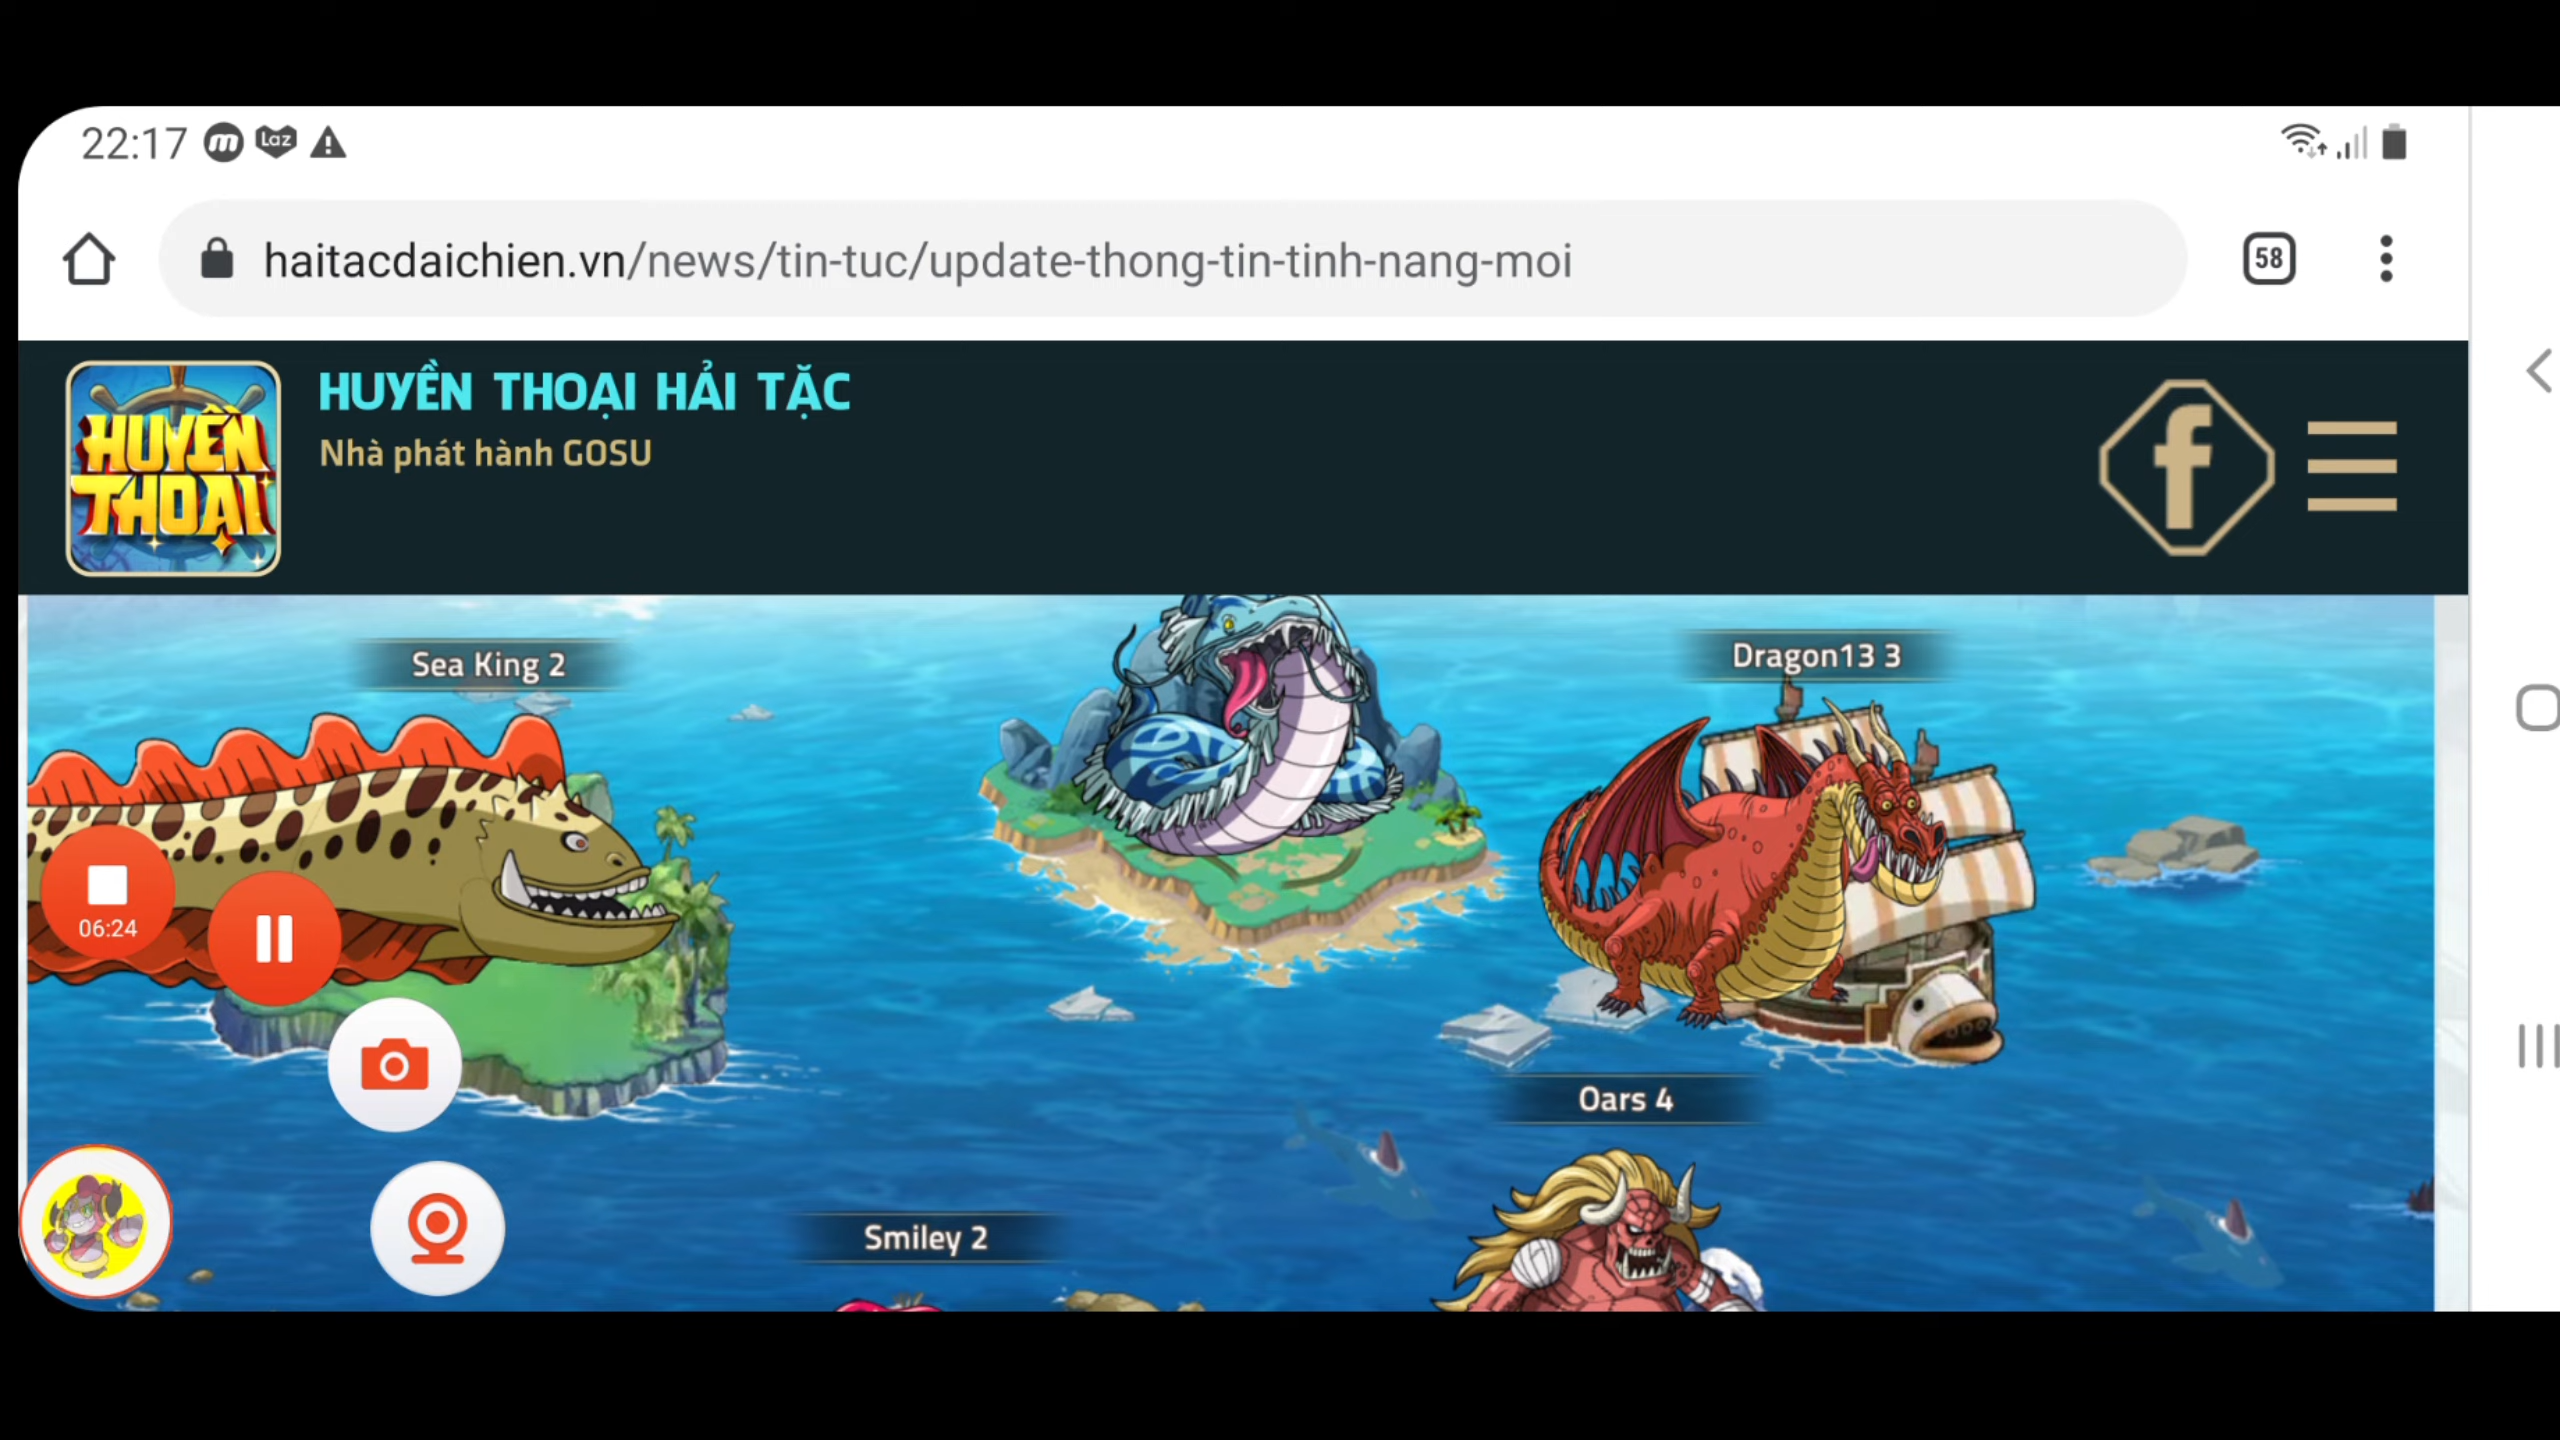 22:17
Laz
haitacdaichien.vn/news/tin-tuc/update-thong-tin-tinh-nang-moi
58
HUYỀN THOẠI
HUYỀN THOẠI HẢI TẶC
Nhà phát hành GOSU
Sea King 2
Dragon13 3
06:24
Oars 4
Smiley 2